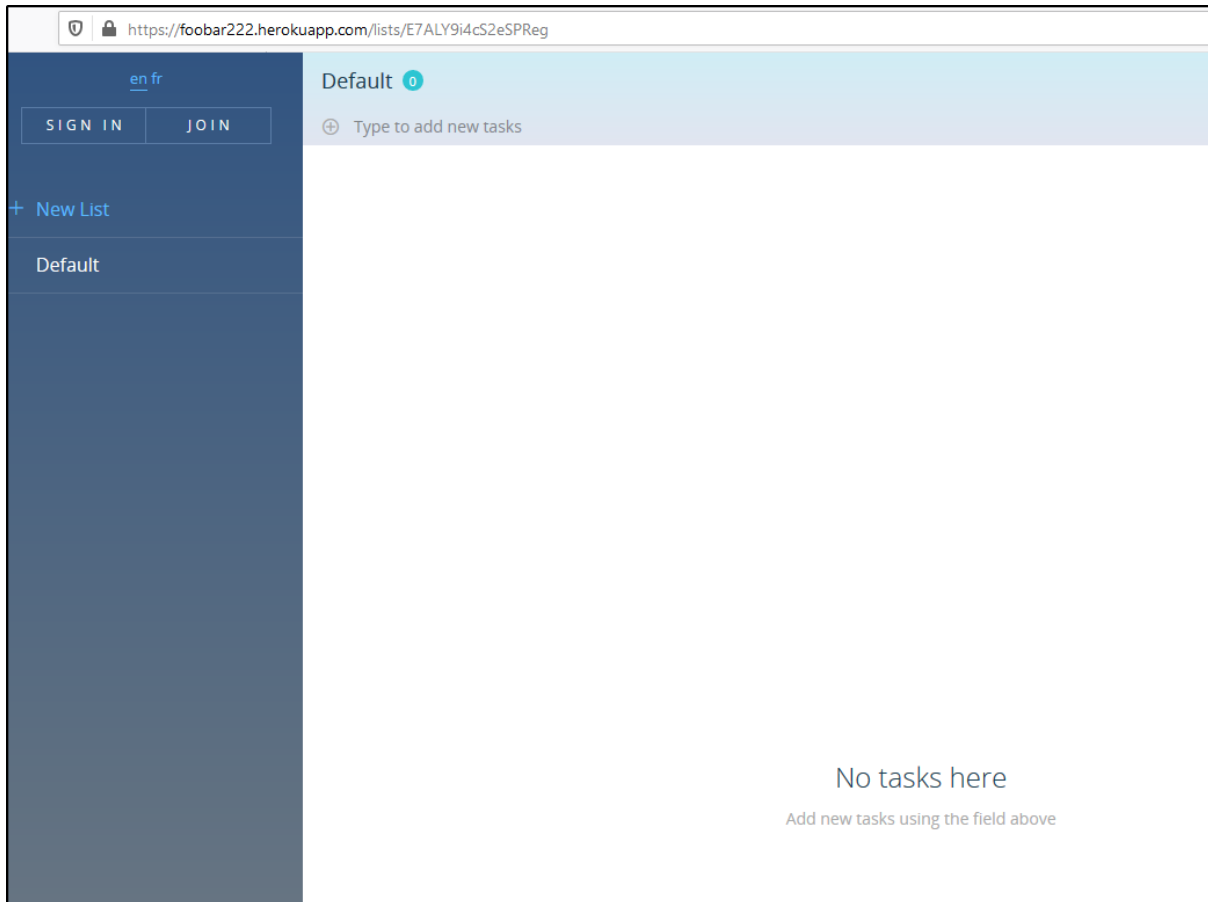 https://foobar222.herokuapp.com/lists/E7ALY9i4cS2eSPReg
en fr
SIGN IN JOIN
+ New List
Default
Default 0
Type to add new tasks
No tasks here
Add new tasks using the field above